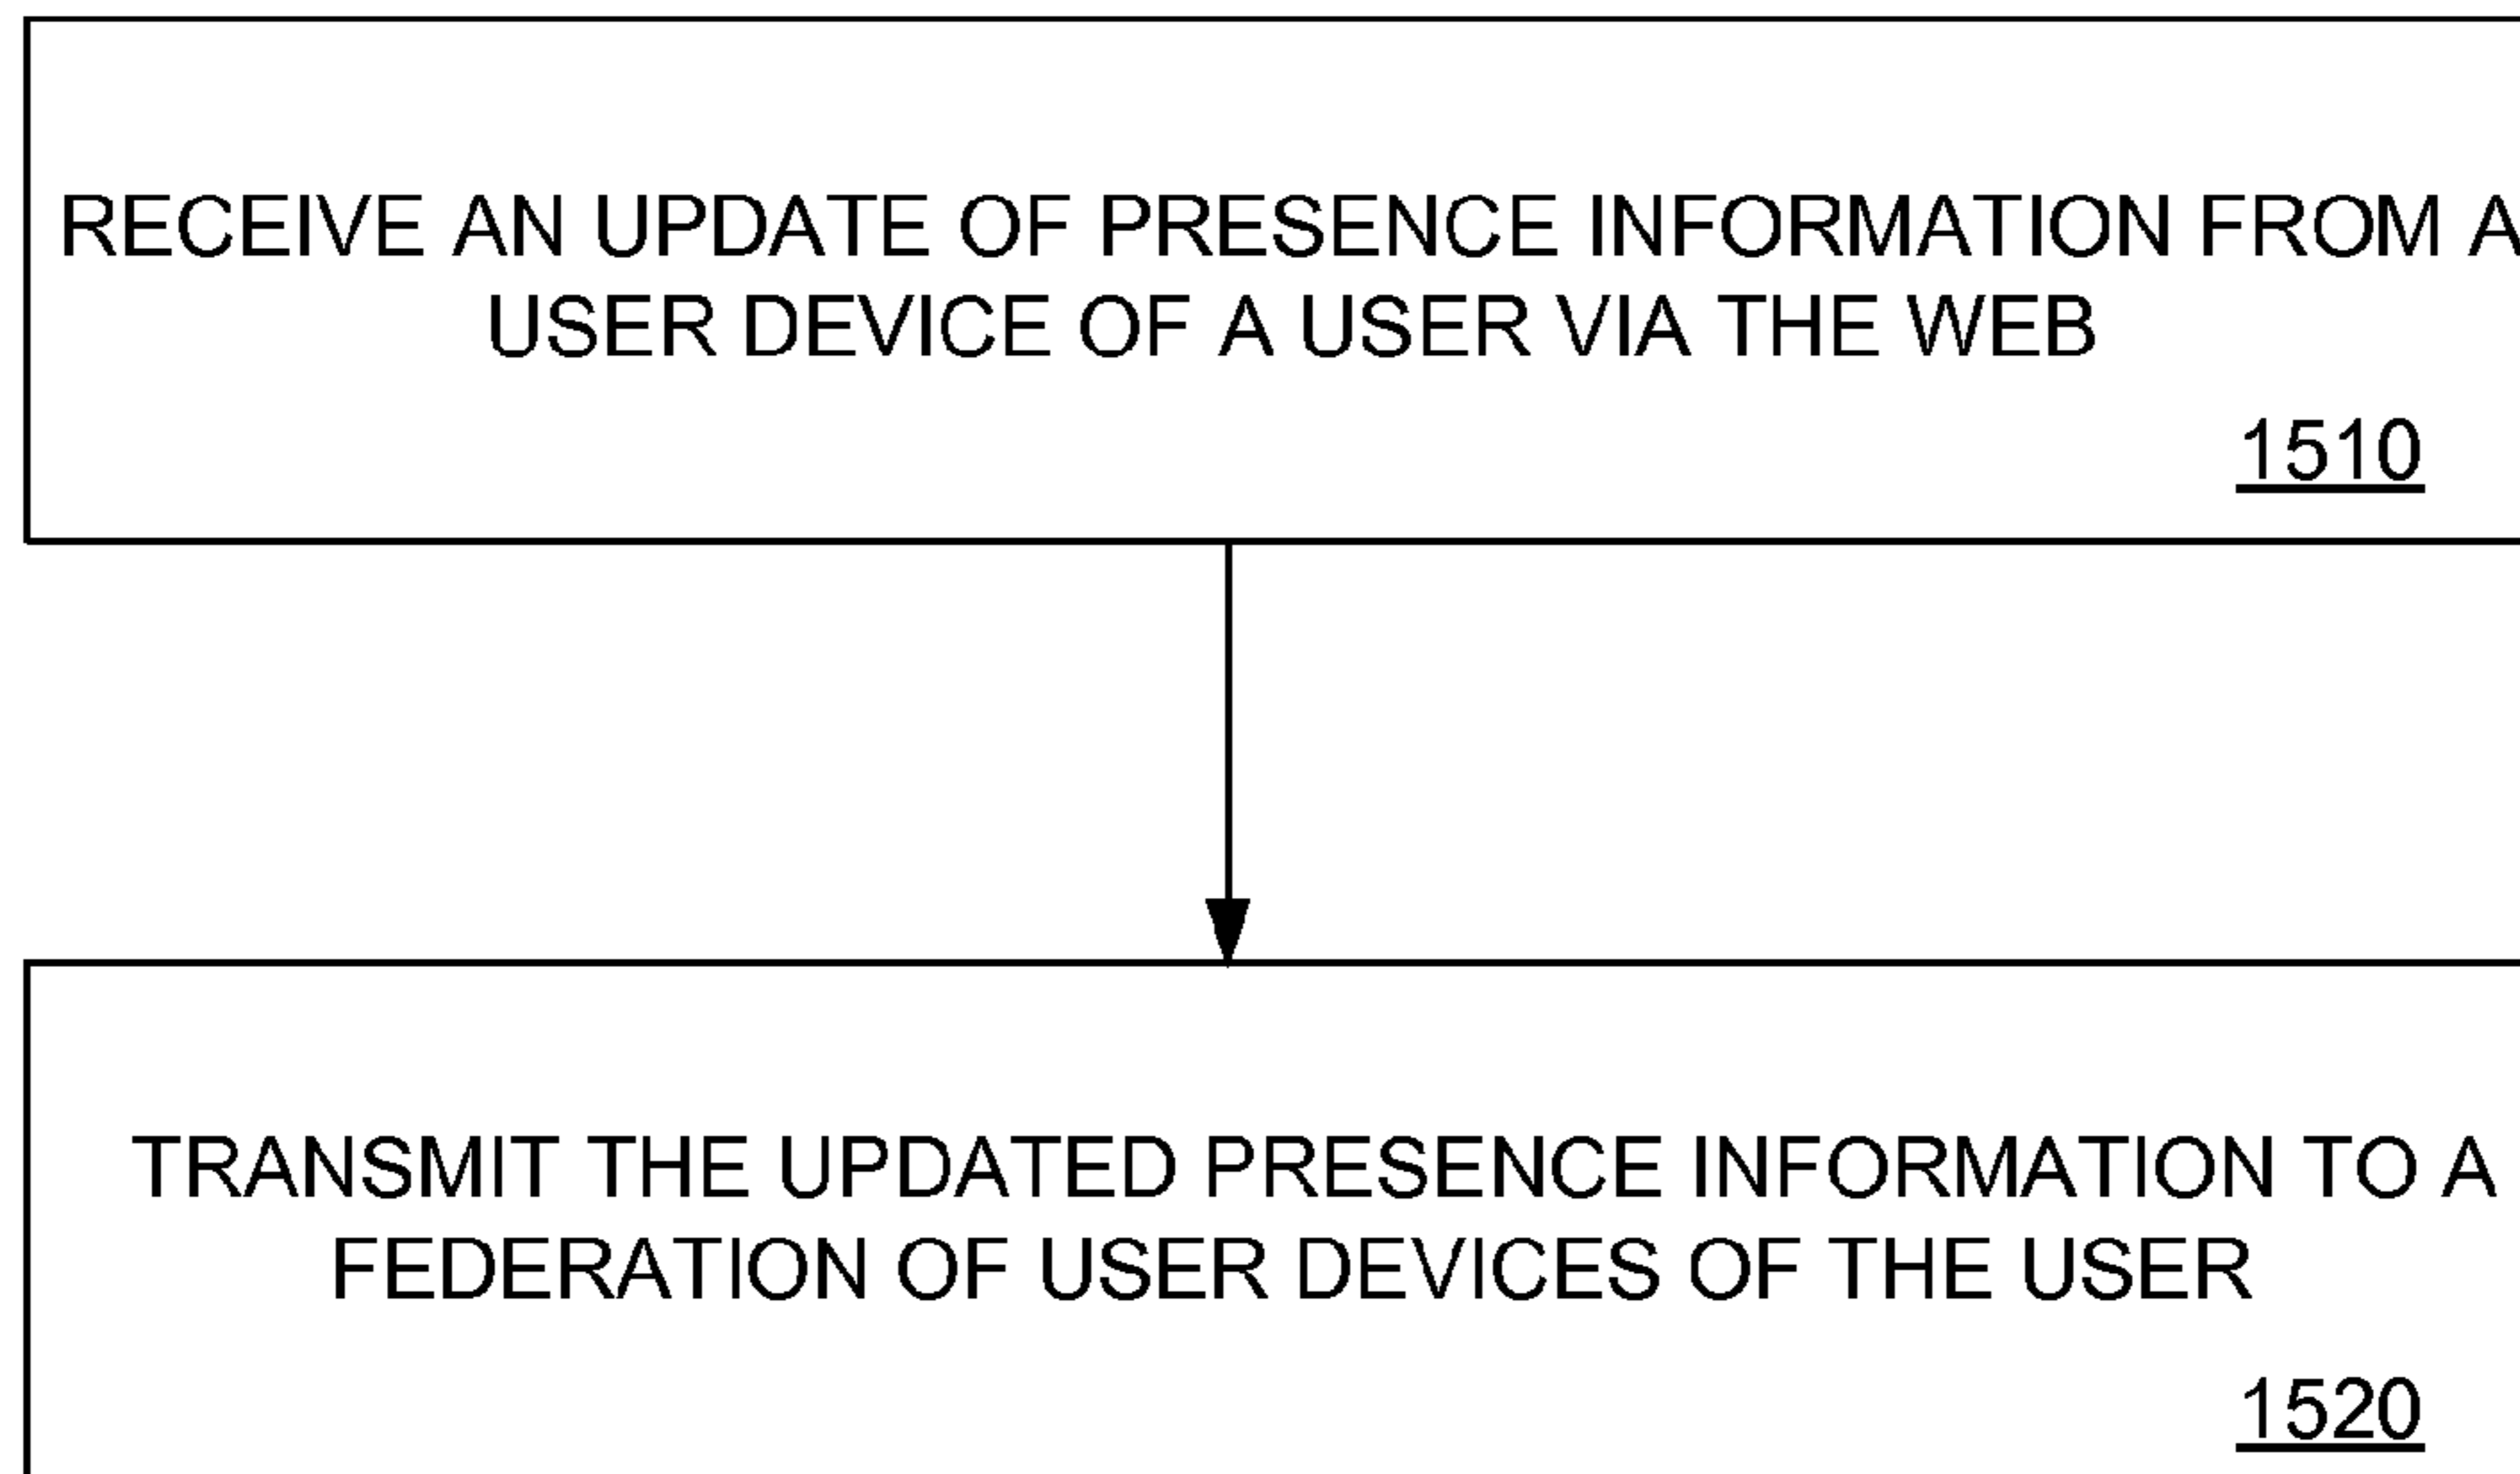 RECEIVE AN UPDATE OF PRESENCE INFORMATION FROM A
USER DEVICE OF A USER VIA THE WEB
1510
TRANSMIT THE UPDATED PRESENCE INFORMATION TO A
FEDERATION OF USER DEVICES OF THE USER
1520